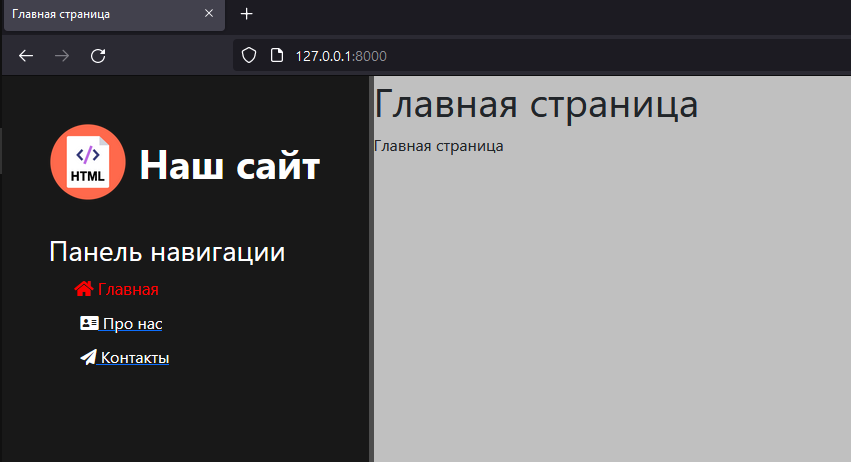 Главная страница
127.0.0.1:8000
HTML
Наш сайт
Панель навигации
Главная
Про нас
Контакты
Главная страница
Главная страница